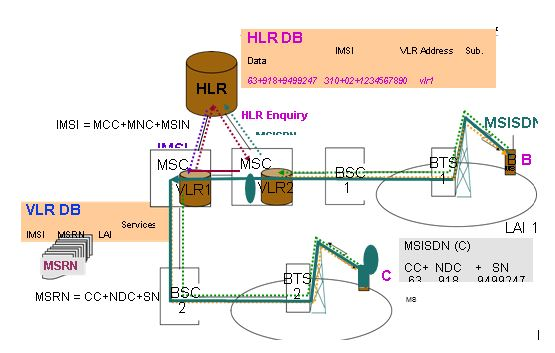 HLR DB
IMSI VLR Address Sub.
Data
63+918+9499247 310+02+1234567890 vlr1
HLR
HLR Enquiry
IMSI = MCC+MNC+MSIN
MSISDN
MSISDN
IMSI
MSC
MSC
VLR1
VLR2
BSC
1
BTS
1
B
LAI 1
VLR DB
Services
IMSI MSRN LAI
MSRN
MSRN = CC+NDC+SN
BSC
2
BTS
2
C
MSISDN (C)
CC+ NDC + SN
63 918 9499247
MS